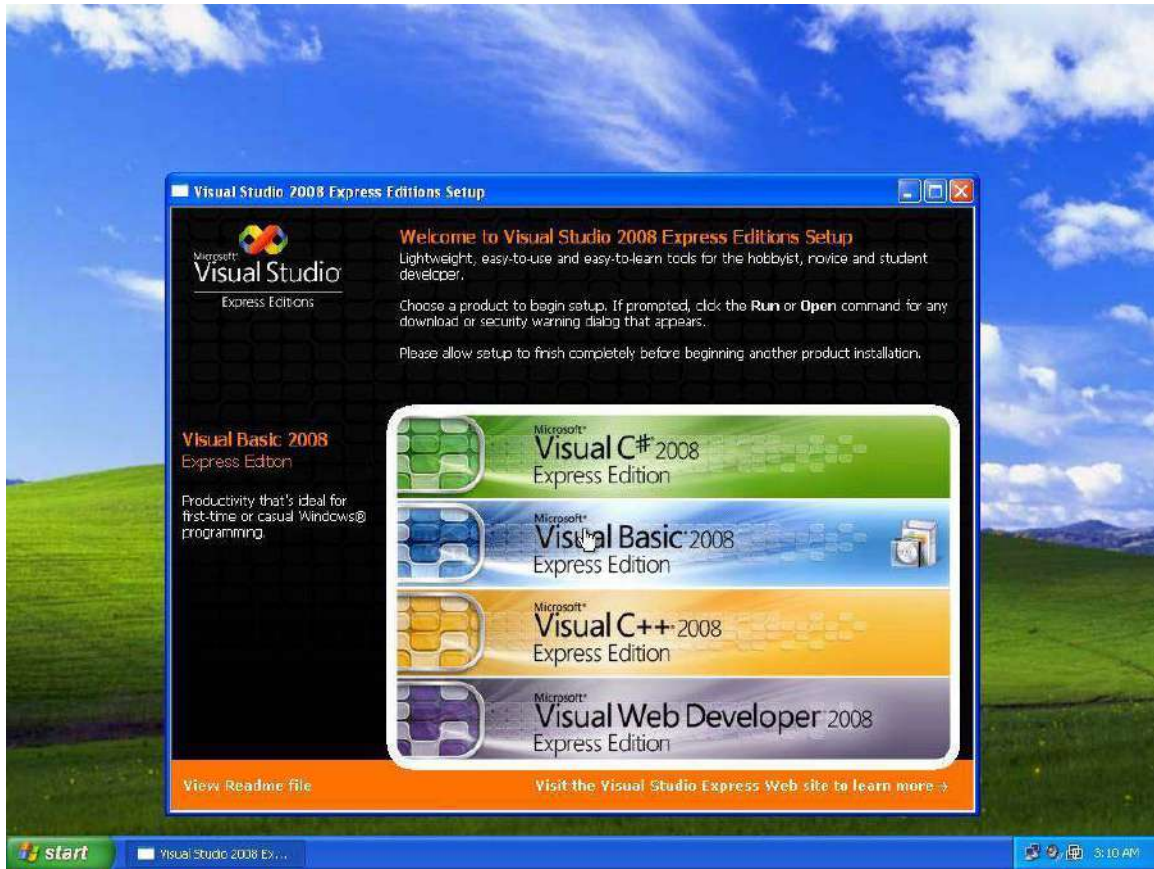 Visual Studio 2008 Express Editions Setup
Microsoft
Visual Studio
Express Editions
Welcome to Visual Studio 2008 Express Editions Setup
Lightweight, easy-to-use and easy-to-learn tools for the hobbyist, novice and student
developer.
Choose a product to begin setup. If prompted, click the Run or Open command for any
download or security warning dialog that appears.
Please allow setup to finish completely before beginning another product installation.
Visual Basic 2008
Express Edition
Productivity that's ideal for
first-time or casual Windows®
programming.
Microsoft
Visual C# 2008
Express Edition
Microsoft
Visual Basic 2008
Express Edition
Microsoft
Visual C++ 2008
Express Edition
Microsoft
Visual Web Developer 2008
Express Edition
View Readme file
Visit the Visual Studio Express Web site to learn more →
start
Visual Studio 2008 Ex...
3:10 AM